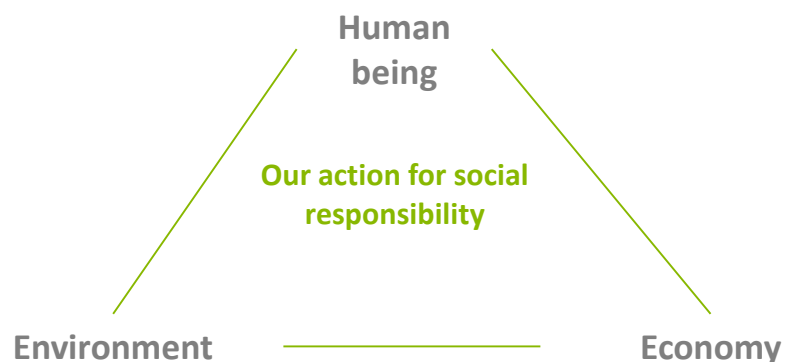 Human
being
Our action for social
responsibility
Environment
Economy